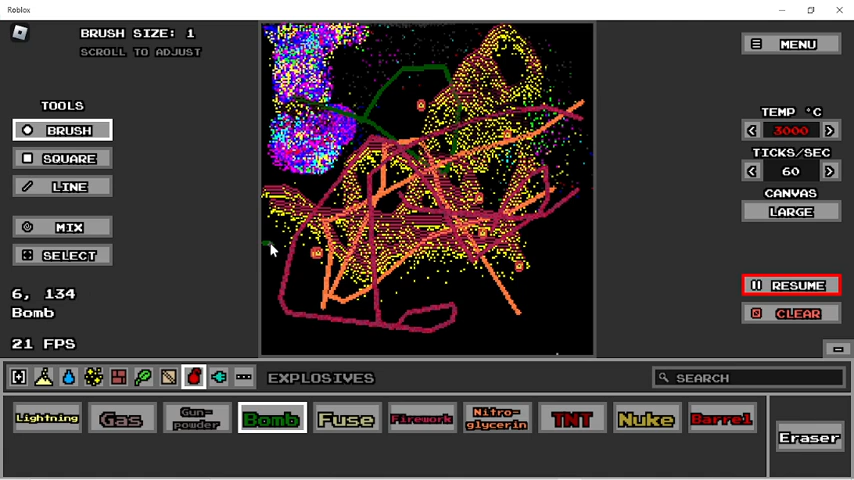 Roblox
BRUSH SIZE: 1
SCROLL TO ADJUST
MENU
TOOLS
BRUSH
SQUARE
LINE
MIX
SELECT
TEMP °C
3000
TICKS/SEC
60
CANVAS
LARGE
RESUME
CLEAR
6, 134
Bomb
21 FPS
EXPLOSIVES
SEARCH
Lightning
Gas
Gun-
powder
Bomb
Fuse
Firework
Nitro-
glycerin
TNT
Nuke
Barrel
Eraser